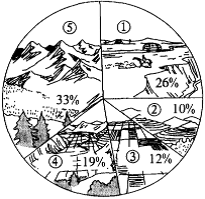 ⑤ ①
26%
33%
② 10%
④ 19% ③ 12%